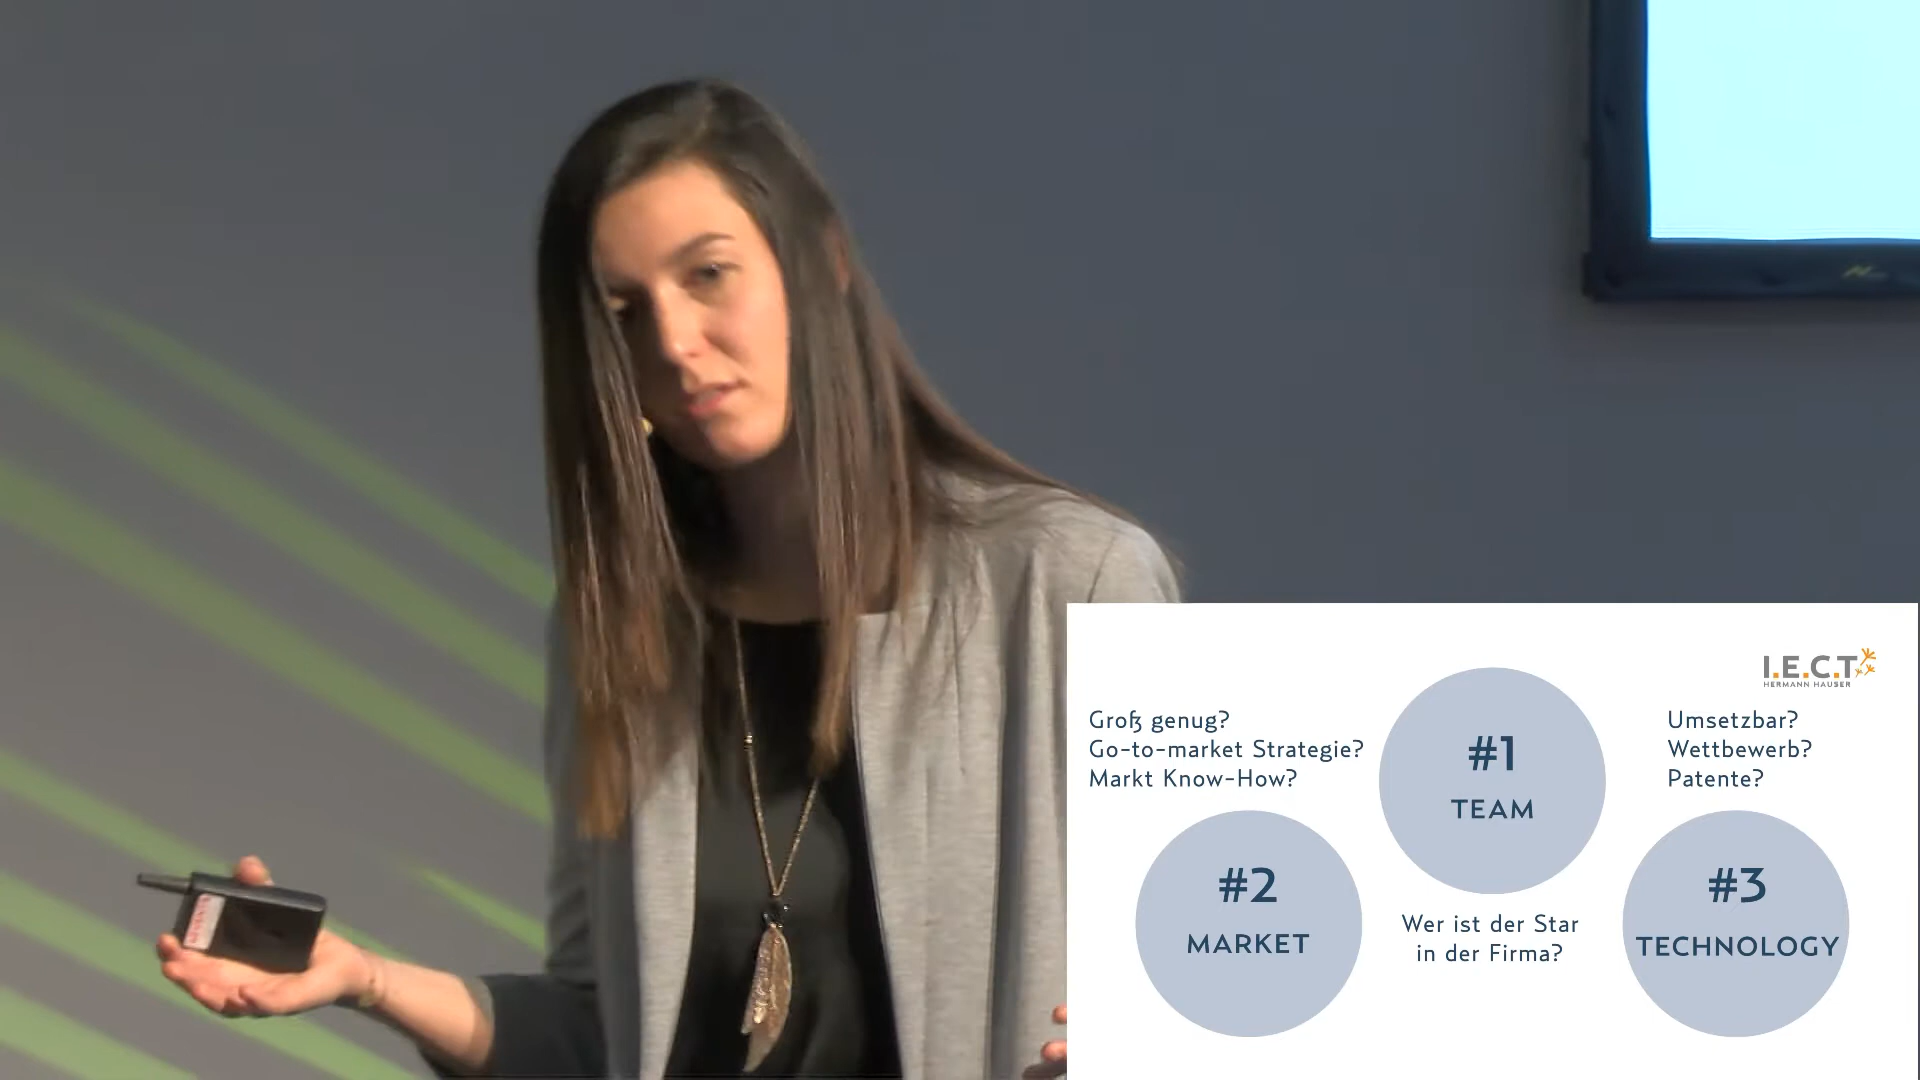 I.E.C.T
HERMANN HAUSER
Groß genug?
Go-to-market Strategie?
Markt Know-How?
#1
TEAM
Umsetzbar?
Wettbewerb?
Patente?
#2
MARKET
Wer ist der Star
in der Firma?
#3
TECHNOLOGY